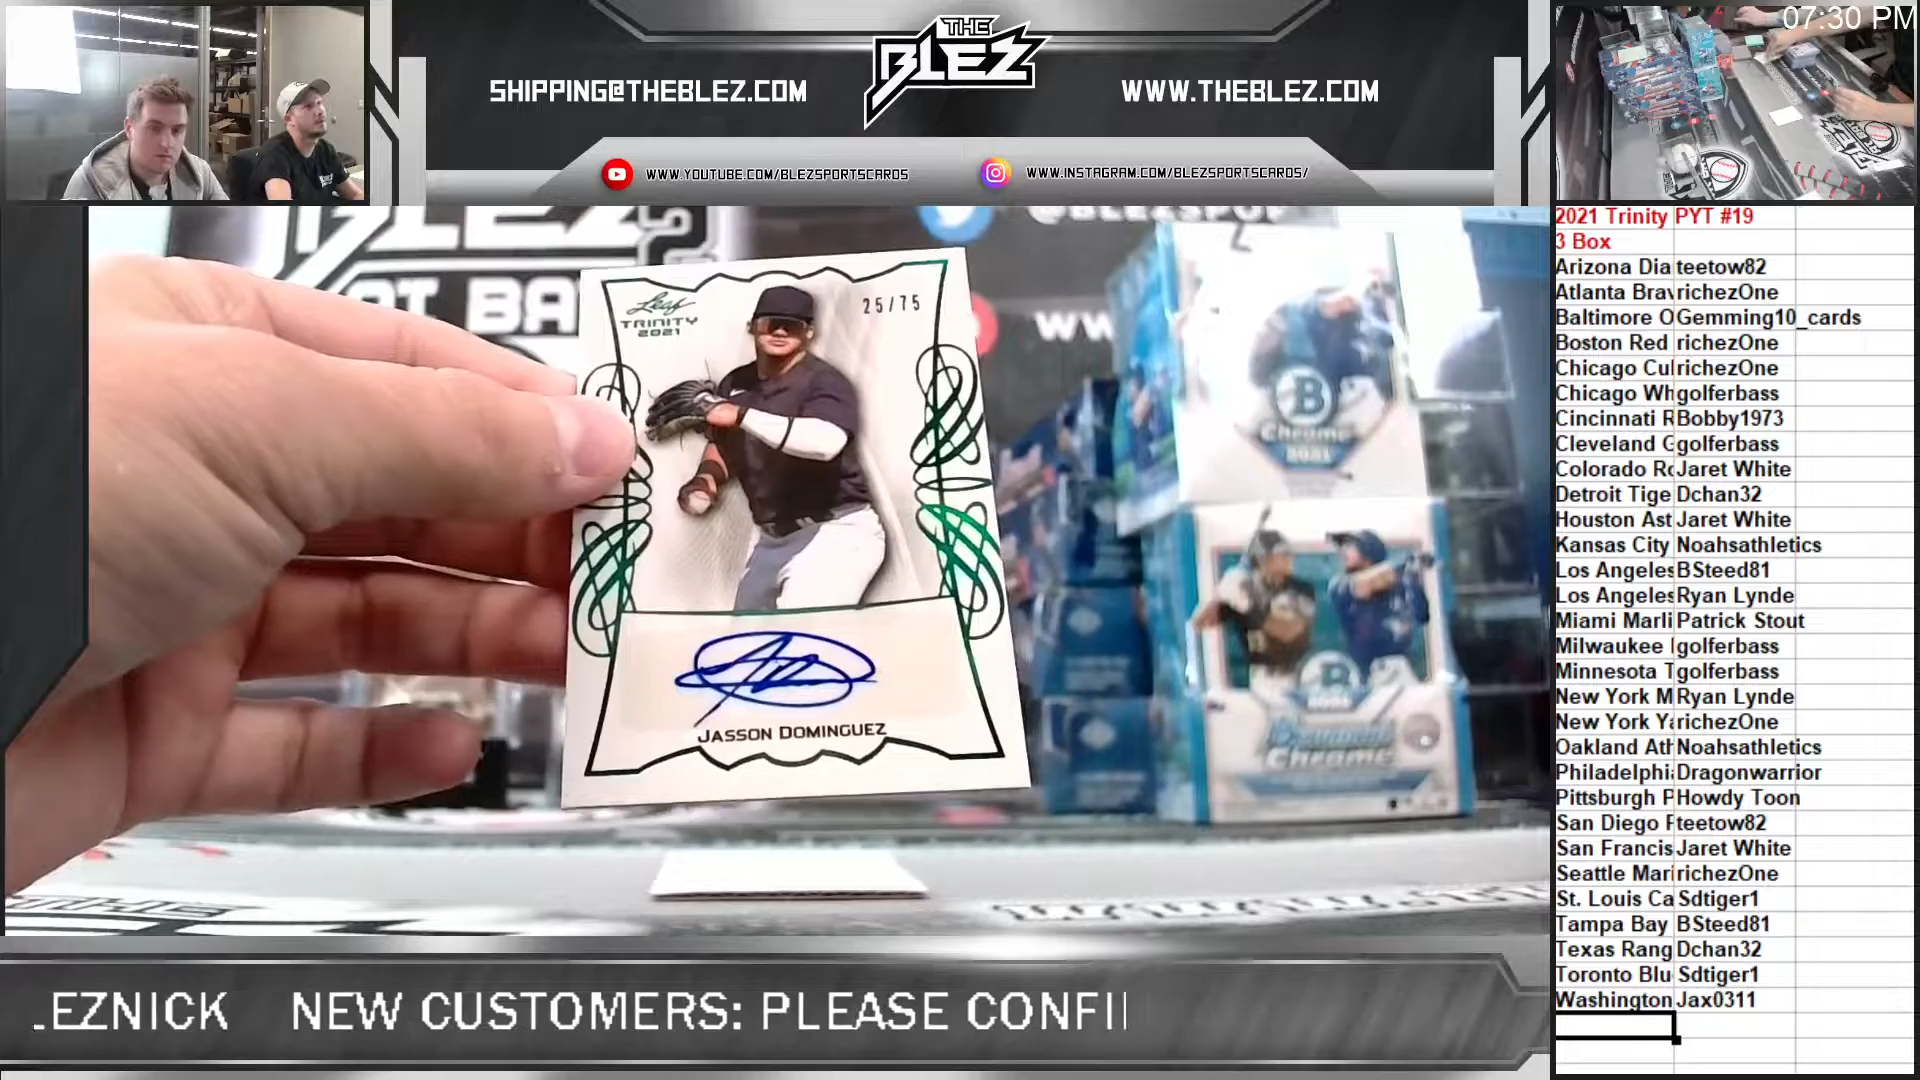 THE
BLEZ
SHIPPING@THEBLEZ.COM
WWW.THEBLEZ.COM
WWW.YOUTUBE.COM/BLEZSPORTSCARDS
WWW.INSTAGRAM.COM/BLEZSPORTSCARDS/
07:30 PM
2021 Trinity PYT #19
3 Box
Arizona Dia teetow82
Atlanta Brav richezOne
Baltimore O Gemming10_cards
Boston Red richezOne
Chicago Cul richezOne
Chicago Wh golferbass
Cincinnati R Bobby1973
Cleveland G golferbass
Colorado Ro Jaret White
Detroit Tige Dchan32
Houston Ast Jaret White
Kansas City Noahsathletics
Los Angeles BSteed81
Los Angeles Ryan Lynde
Miami Marli Patrick Stout
Milwaukee golferbass
Minnesota T golferbass
New York M Ryan Lynde
New York Ya richezOne
Oakland Ath Noahsathletics
Philadelphia Dragonwarrior
Pittsburgh P Howdy Toon
San Diego P teetow82
San Francis Jaret White
Seattle Mari richezOne
St. Louis Ca Sdtiger1
Tampa Bay BSteed81
Texas Rang Dchan32
Toronto Blu Sdtiger1
Washington Jax0311
Leaf
TRINITY
2021
25/75
JASSON DOMINGUEZ
B
Chrome
2021
Chrome
EZNICK NEW CUSTOMERS: PLEASE CONFI